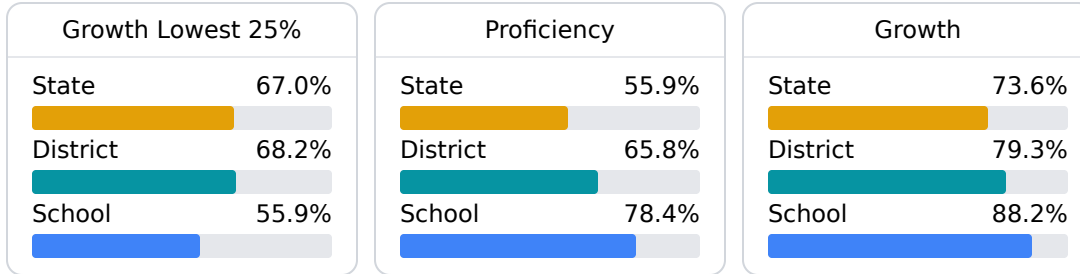 Growth Lowest 25%
State 67.0%
District 68.2%
School 55.9%
Proficiency
State 55.9%
District 65.8%
School 78.4%
Growth
State 73.6%
District 79.3%
School 88.2%